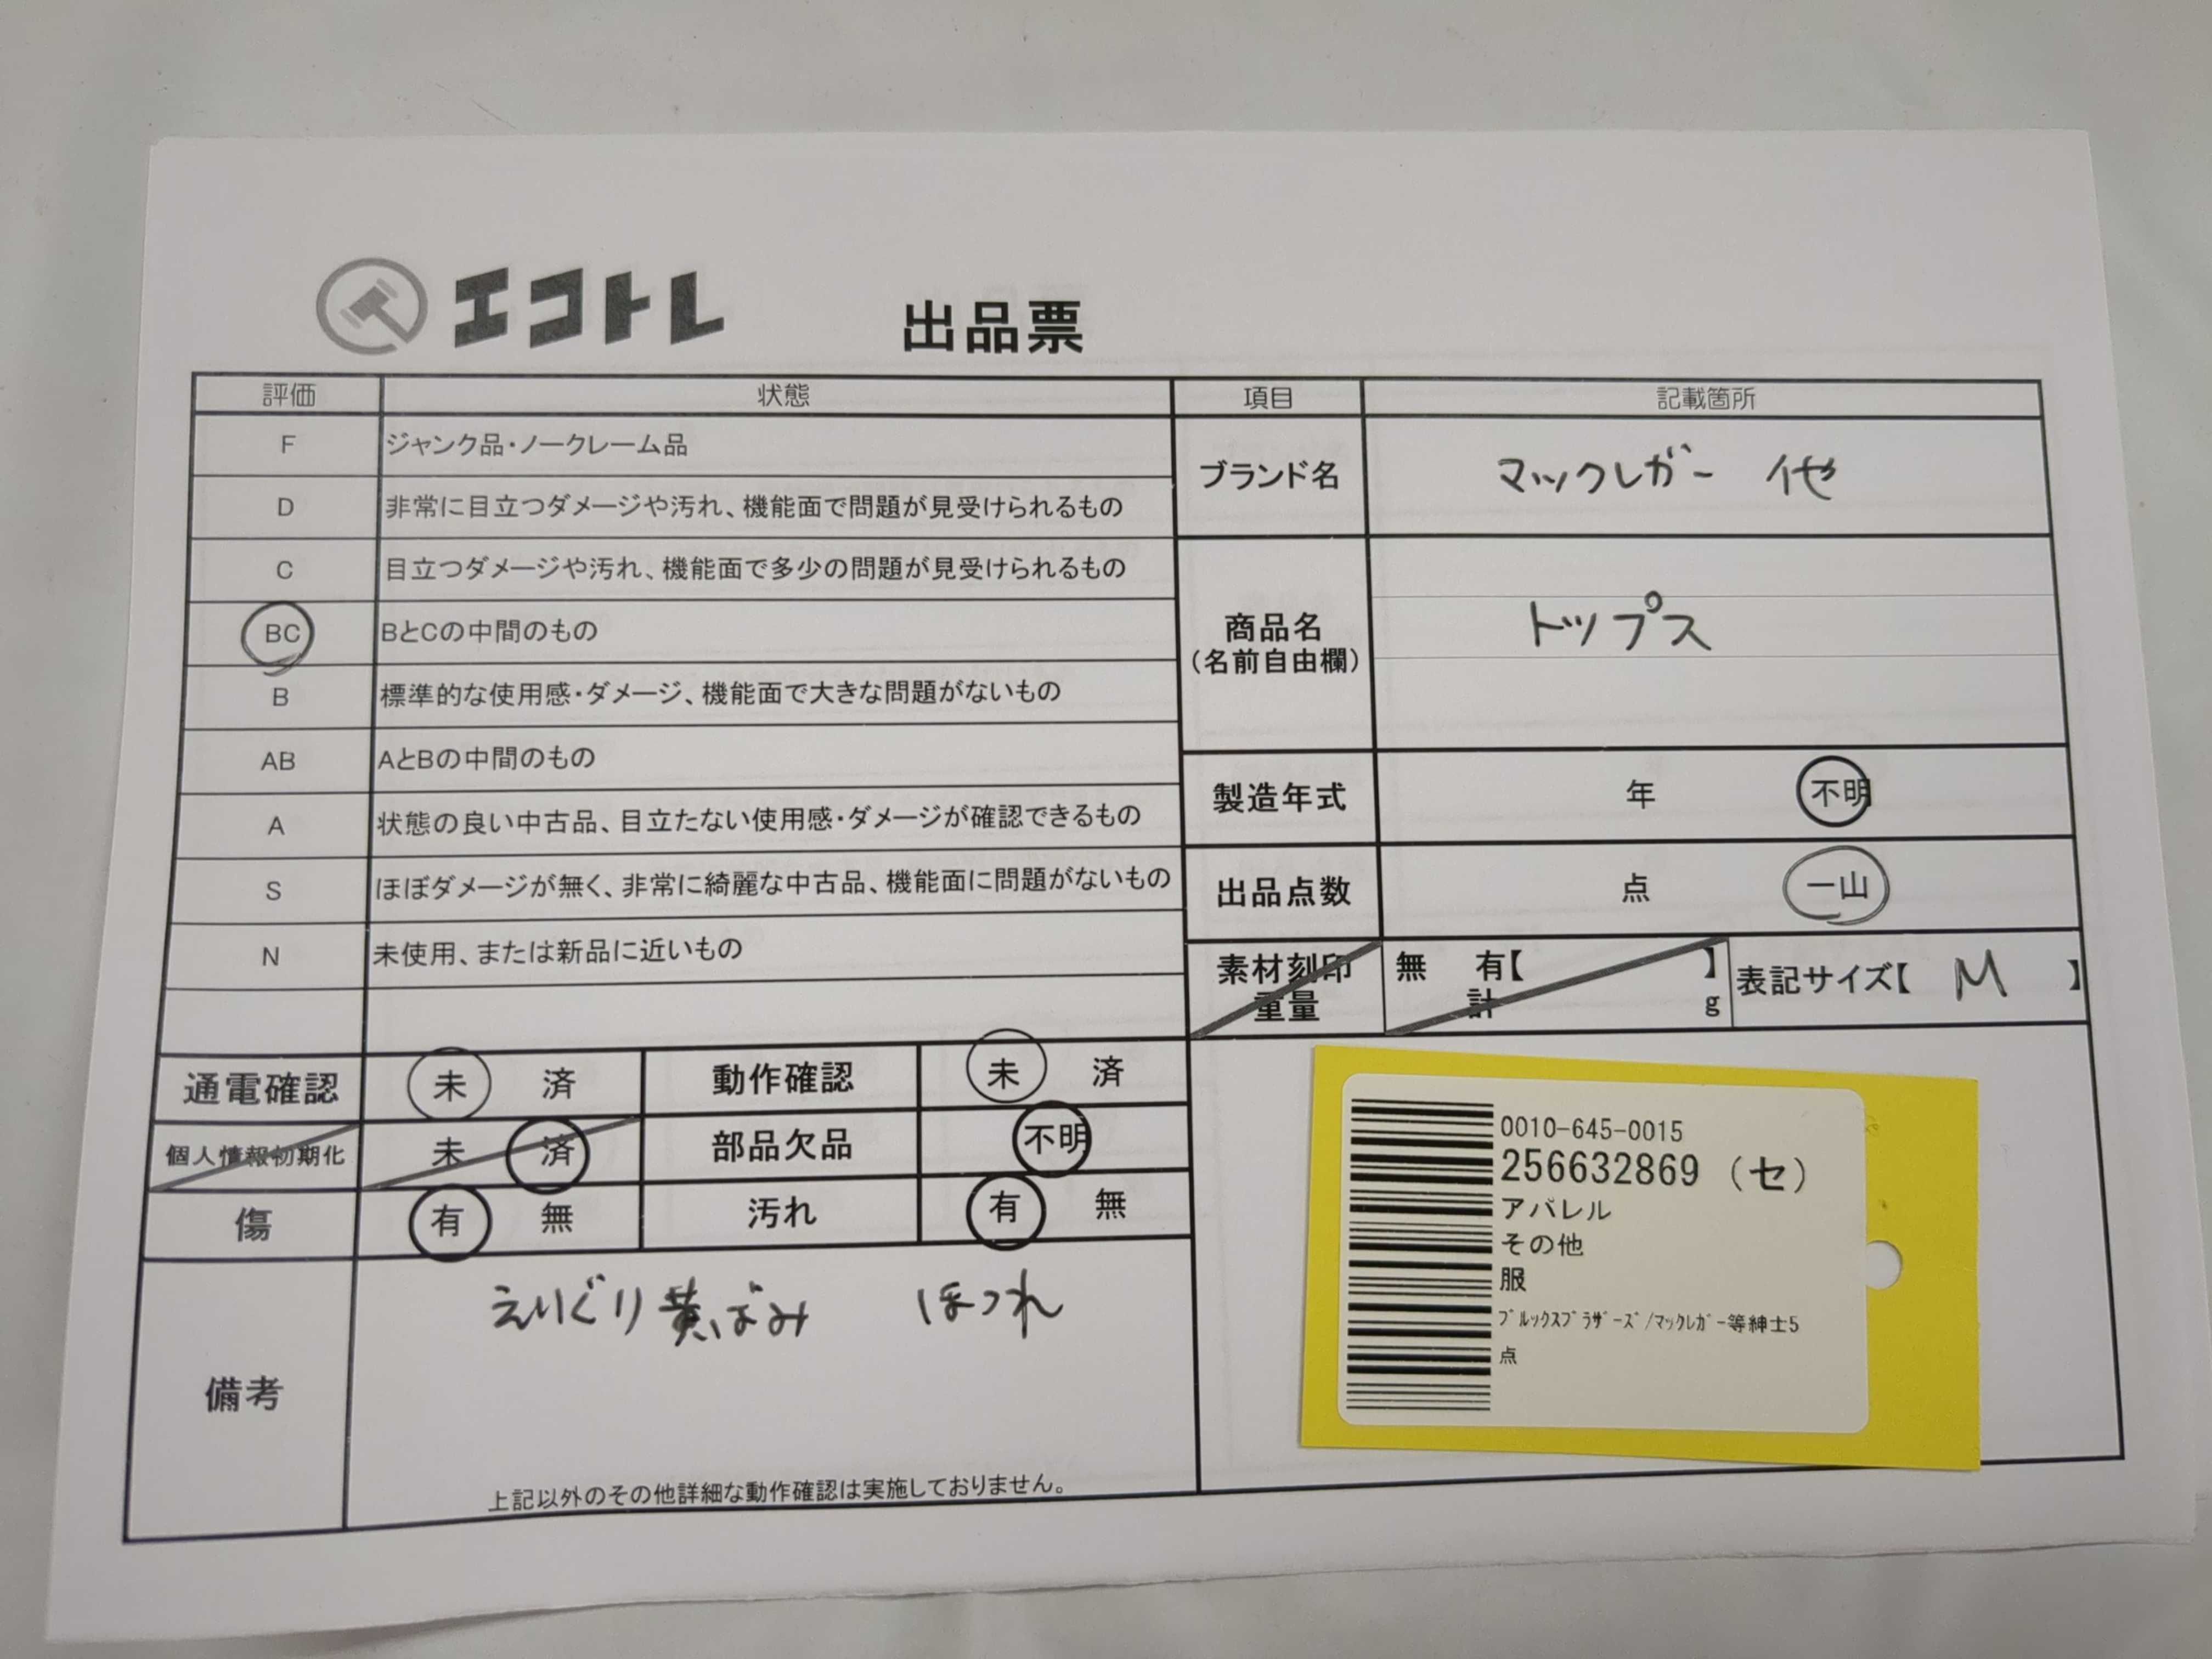 エコトレ
出品票
評価 状態
F ジャンク品・ノークレーム品
D 非常に目立つダメージや汚れ、機能面で問題が見受けられるもの
C 目立つダメージや汚れ、機能面で多少の問題が見受けられるもの
BC BとCの中間のもの
B 標準的な使用感・ダメージ、機能面で大きな問題がないもの
AB AとBの中間のもの
A 状態の良い中古品、目立たない使用感・ダメージが確認できるもの
S ほぼダメージが無く、非常に綺麗な中古品、機能面に問題がないもの
N 未使用、または新品に近いもの
項目 記載箇所
ブランド名 マックレガー 他
商品名 トップス
(名前自由欄)
製造年式 年 不明
出品点数 点 一山
素材刻印 無 有【 】 表記サイズ【 M 】
重量 計 g
通電確認 未 済 動作確認 未 済
個人情報初期化 未 済 部品欠品 不明
傷 有 無 汚れ 有 無
備考 えりぐり黄ばみ ほつれ
上記以外のその他詳細な動作確認は実施しておりません。
0010-645-0015
256632869 (セ)
アパレル
その他
服
ﾌﾞﾙｯｸｽﾌﾞﾗｻﾞｰｽﾞ/ﾏｯｸﾚｶﾞｰ等紳士5
点